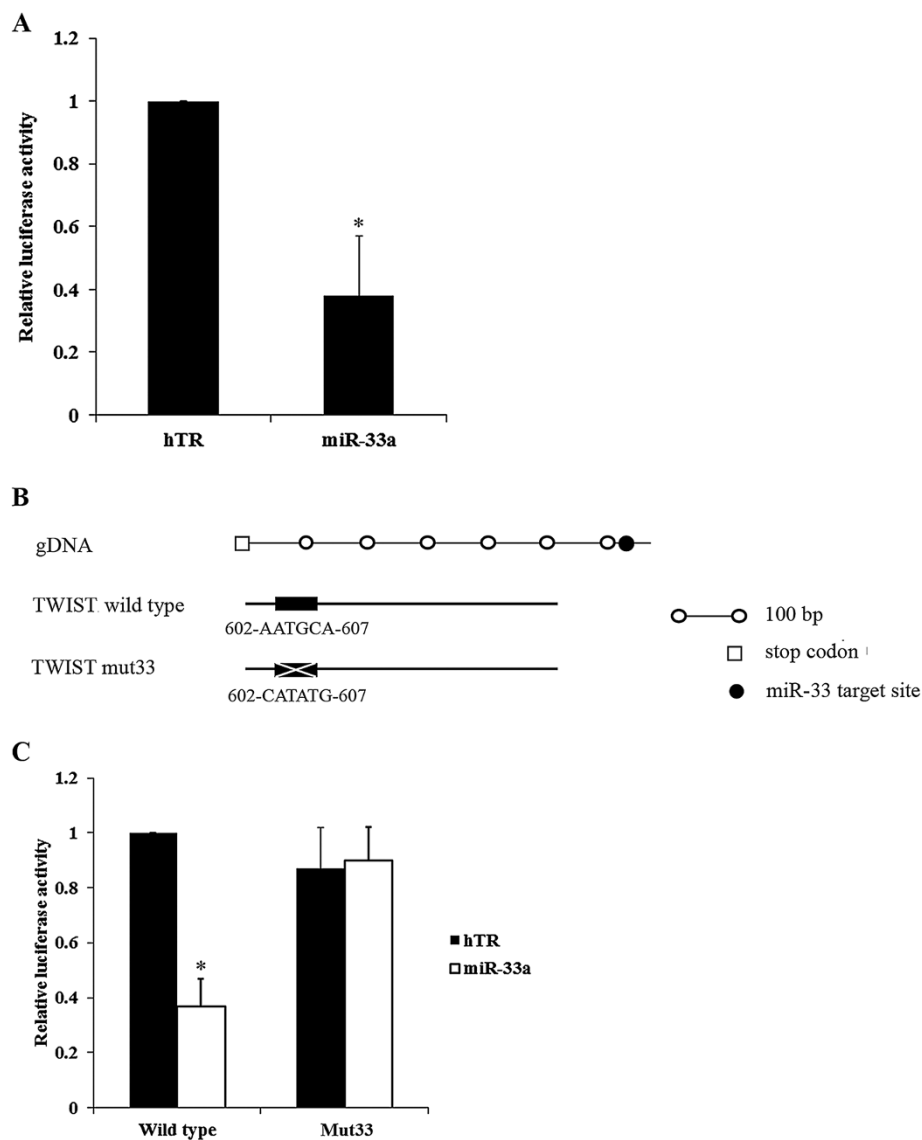 A
1.2
1
0.8
0.6
0.4
0.2
0
Relative luciferase activity
*
hTR
miR-33a
B
gDNA
TWIST wild type
602-AATGCA-607
TWIST mut33
602-CATATG-607
100 bp
stop codon
miR-33 target site
C
1.2
1
0.8
0.6
0.4
0.2
0
Relative luciferase activity
*
Wild type
Mut33
hTR
miR-33a